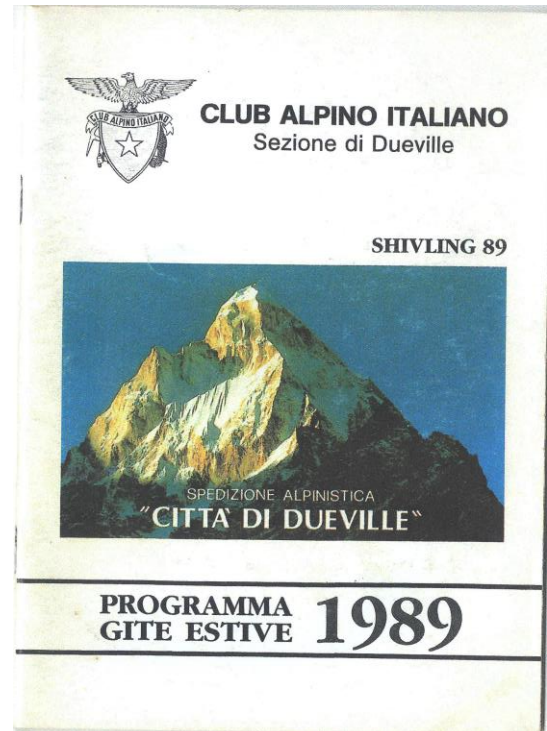 CLUB ALPINO ITALIANO
CLUB ALPINO ITALIANO
Sezione di Dueville
SHIVLING 89
SPEDIZIONE ALPINISTICA
"CITTÀ DI DUEVILLE"
PROGRAMMA
GITE ESTIVE 1989